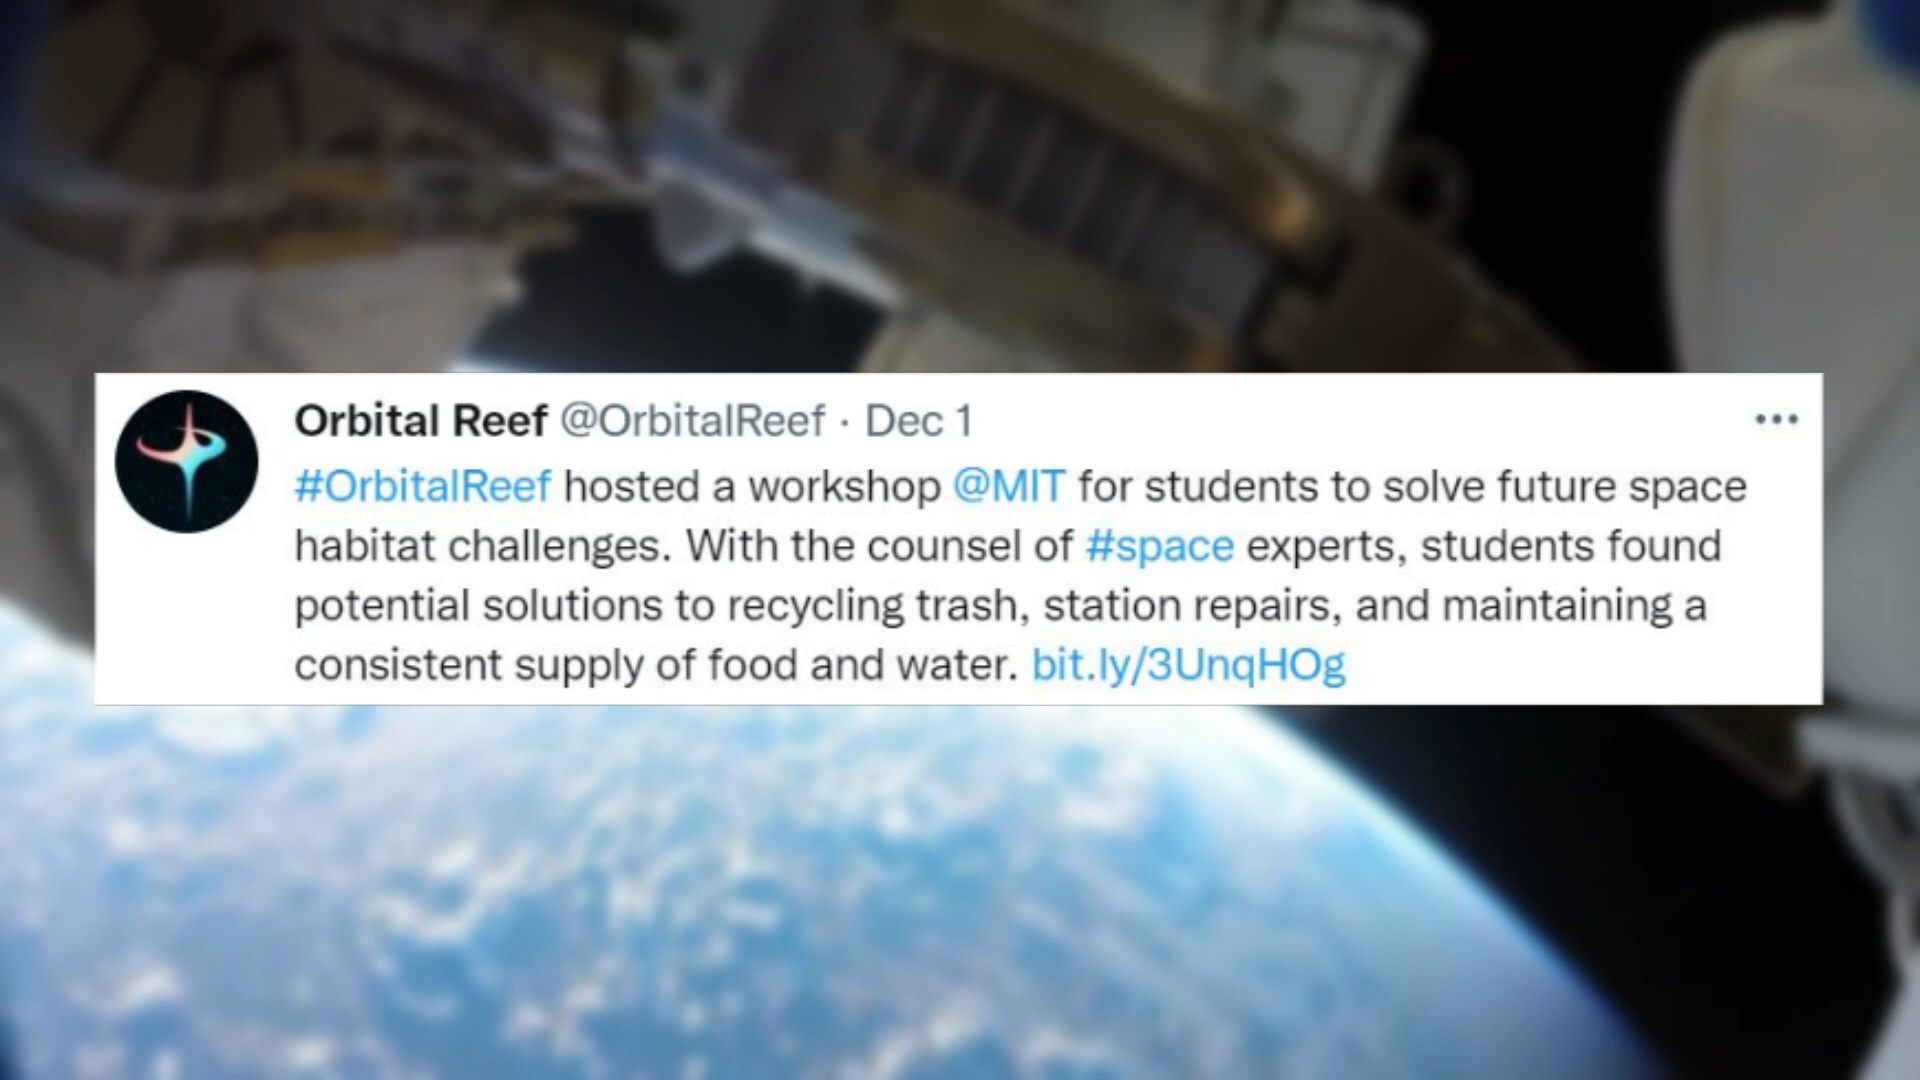 Orbital Reef @OrbitalReef · Dec 1
#OrbitalReef hosted a workshop @MIT for students to solve future space
habitat challenges. With the counsel of #space experts, students found
potential solutions to recycling trash, station repairs, and maintaining a
consistent supply of food and water. bit.ly/3UnqHOg